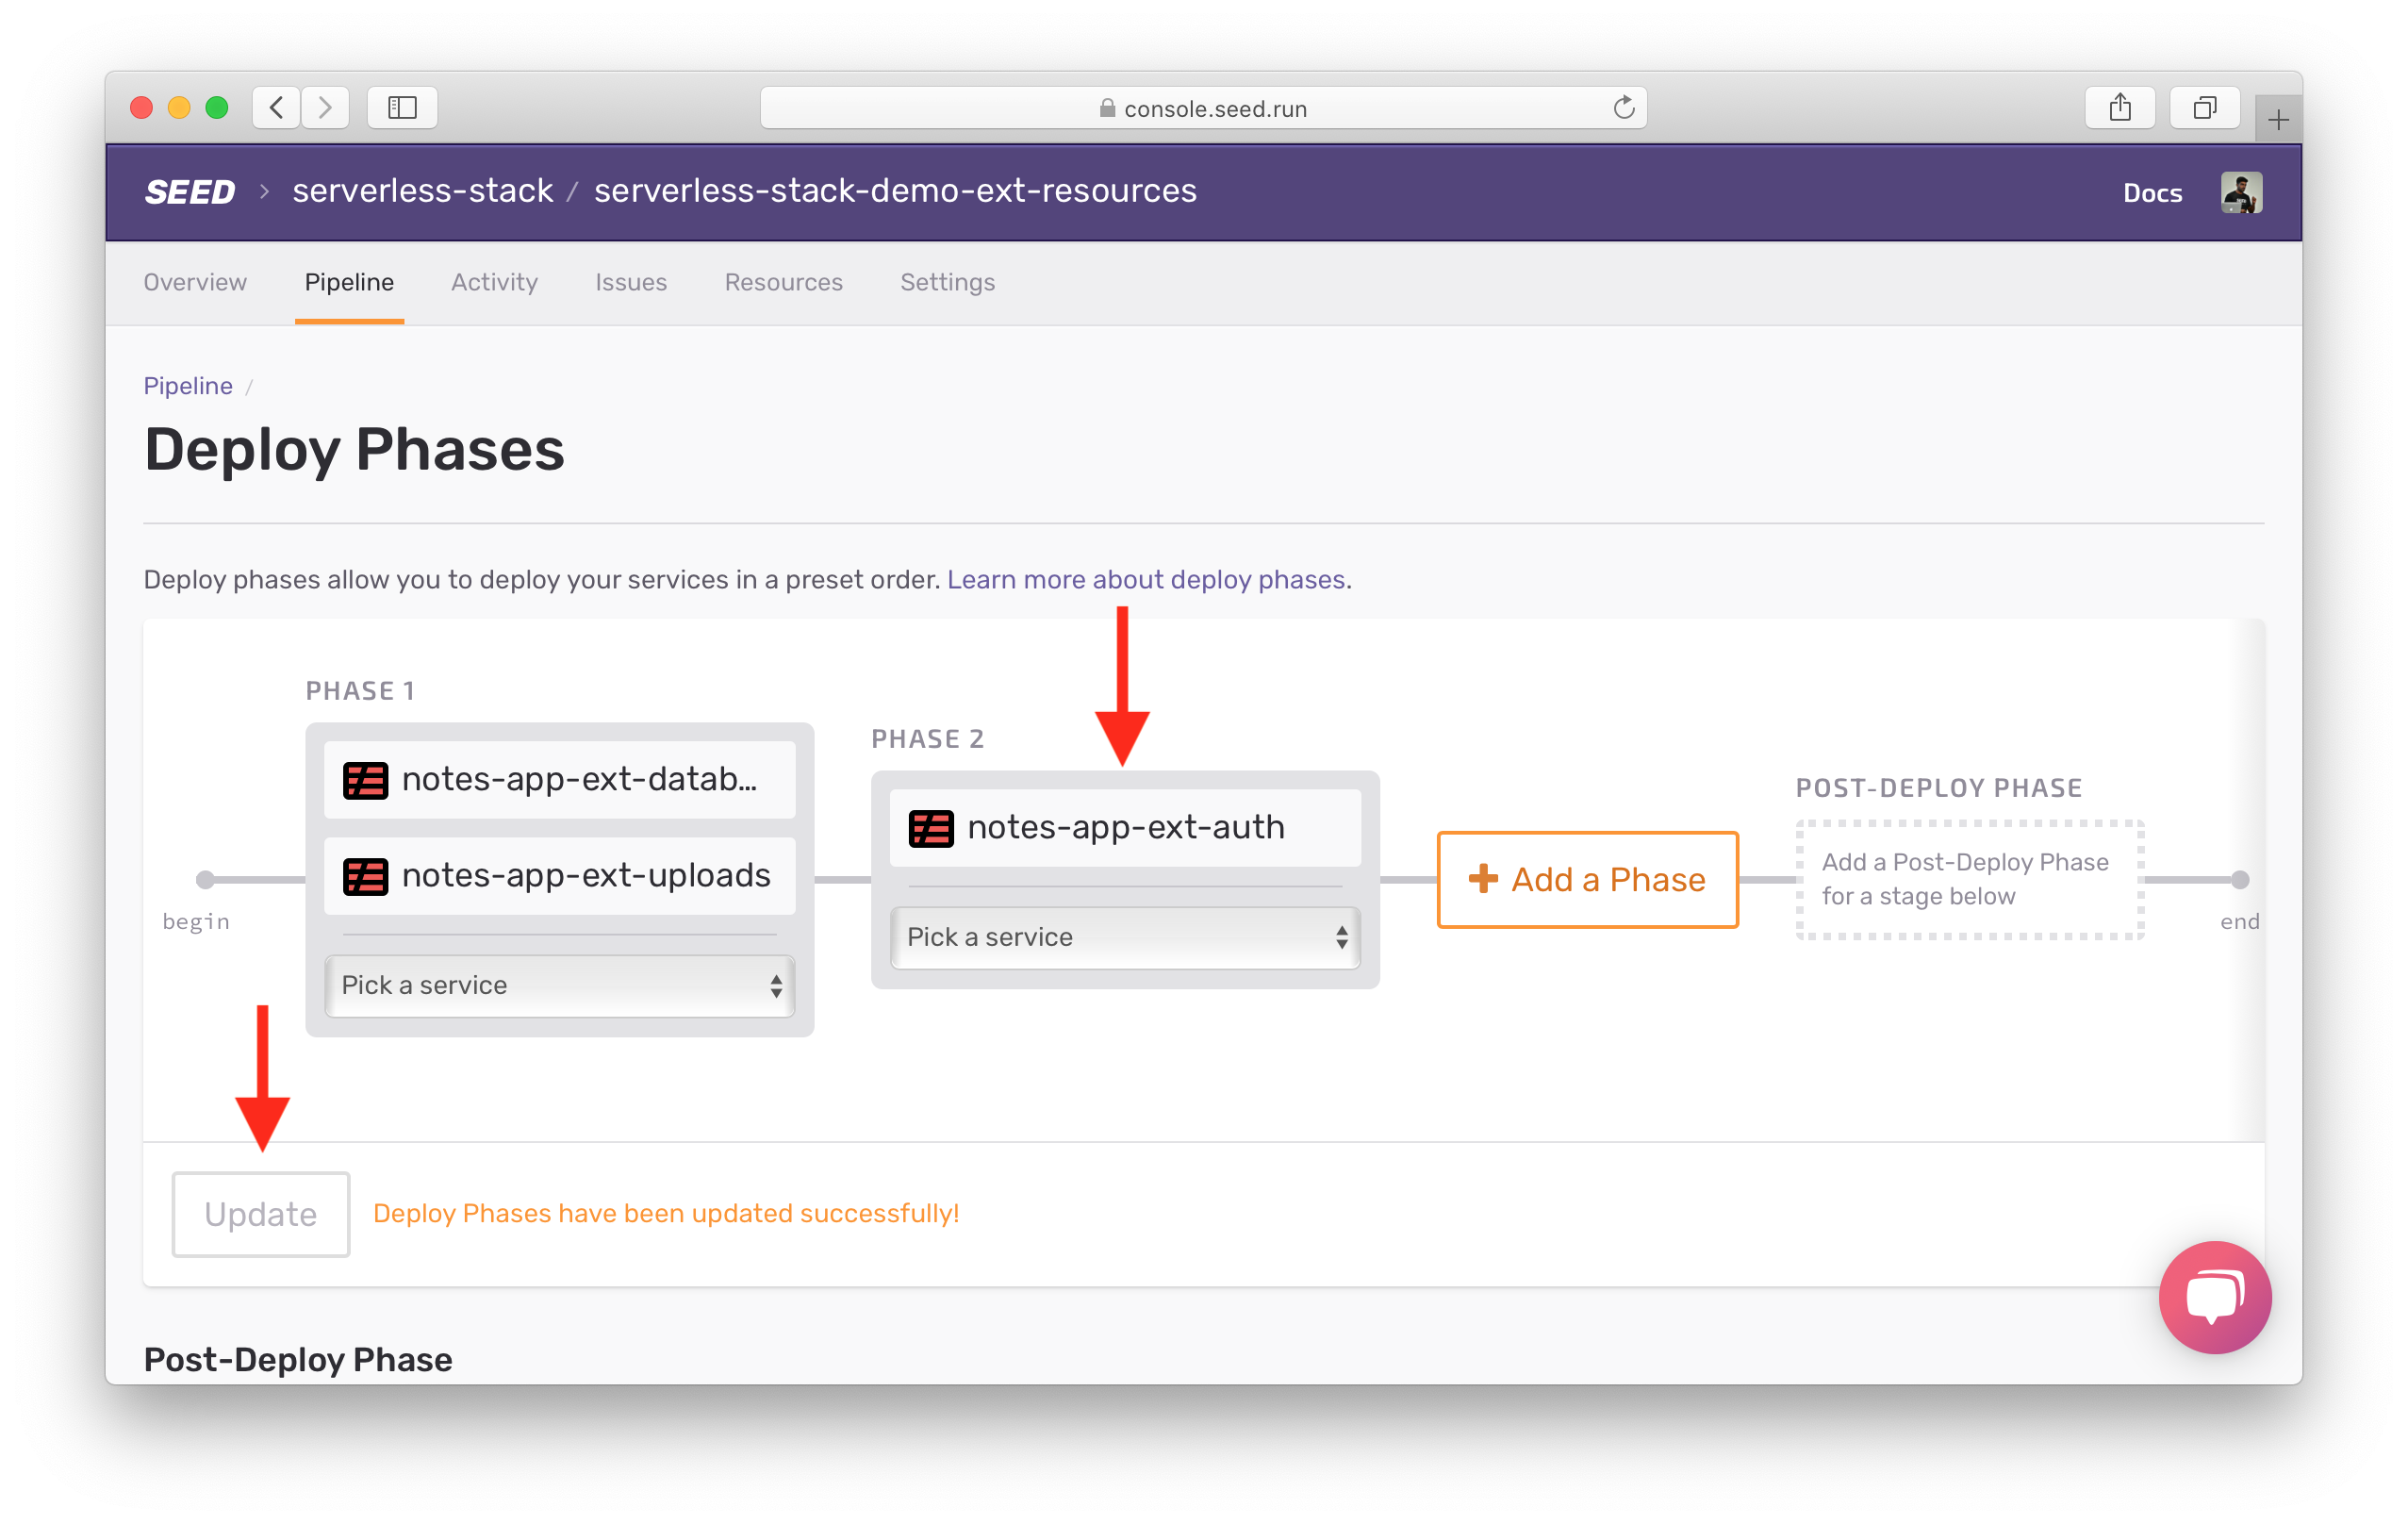 console.seed.run
SEED > serverless-stack / serverless-stack-demo-ext-resources
Docs
Overview Pipeline Activity Issues Resources Settings
Pipeline /
Deploy Phases
Deploy phases allow you to deploy your services in a preset order. Learn more about deploy phases.
PHASE 1
notes-app-ext-datab...
notes-app-ext-uploads
Pick a service
begin
PHASE 2
notes-app-ext-auth
Pick a service
+ Add a Phase
POST-DEPLOY PHASE
Add a Post-Deploy Phase
for a stage below
end
Update
Deploy Phases have been updated successfully!
Post-Deploy Phase